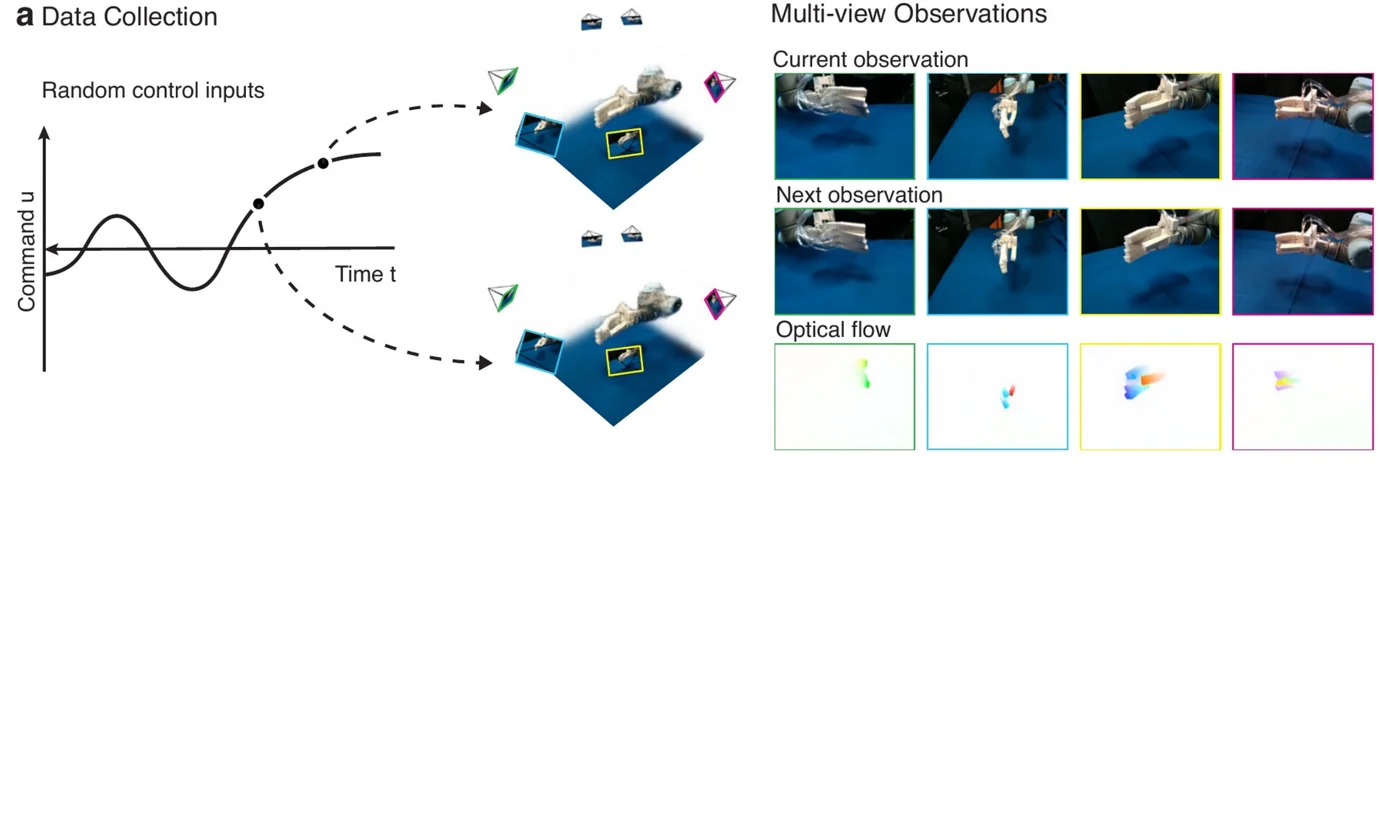 a Data Collection
Random control inputs
Command u
Time t
Multi-view Observations
Current observation
Next observation
Optical flow